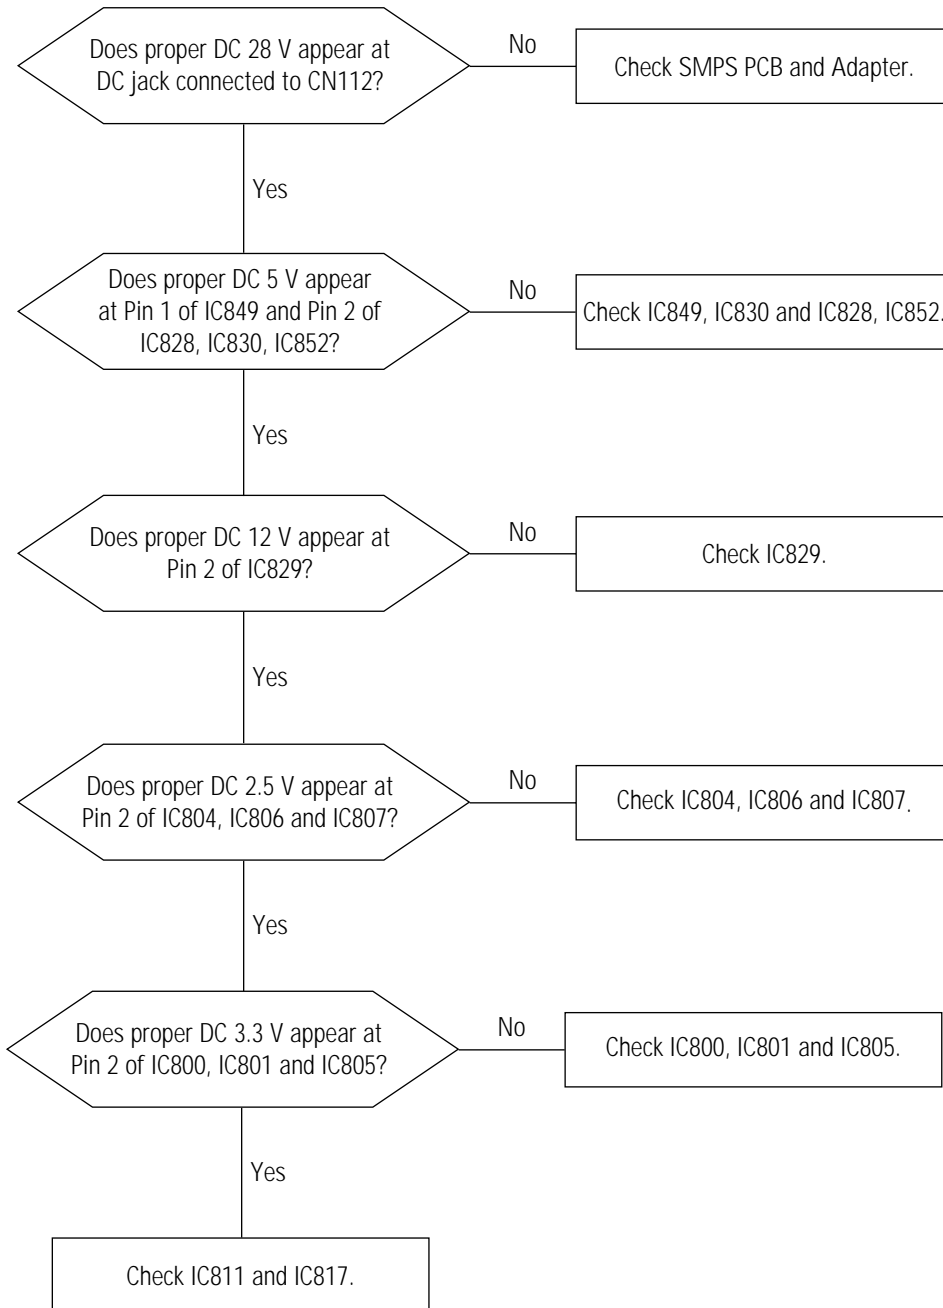 Does proper DC 28 V appear at
DC jack connected to CN112?
No
Check SMPS PCB and Adapter.
Yes
Does proper DC 5 V appear
at Pin 1 of IC849 and Pin 2 of
IC828, IC830, IC852?
No
Check IC849, IC830 and IC828, IC852.
Yes
Does proper DC 12 V appear at
Pin 2 of IC829?
No
Check IC829.
Yes
Does proper DC 2.5 V appear at
Pin 2 of IC804, IC806 and IC807?
No
Check IC804, IC806 and IC807.
Yes
Does proper DC 3.3 V appear at
Pin 2 of IC800, IC801 and IC805?
No
Check IC800, IC801 and IC805.
Yes
Check IC811 and IC817.